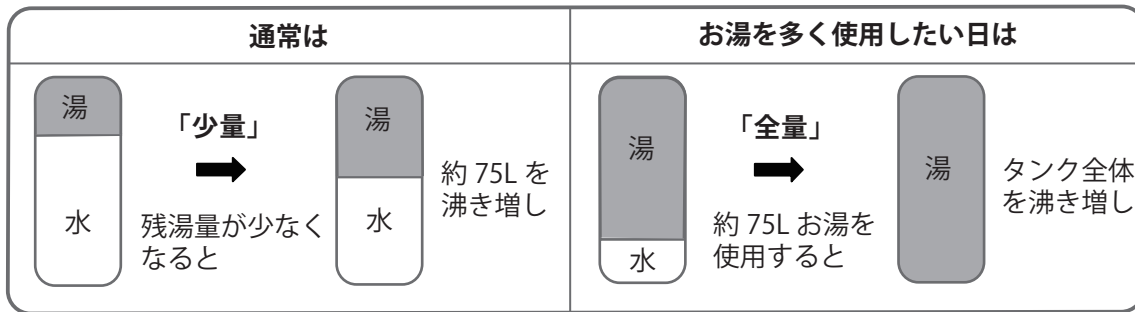 通常は
湯
水
「少量」
残湯量が少なく
なると
湯
水
約 75L を
沸き増し
お湯を多く使用したい日は
湯
水
「全量」
約 75L お湯を
使用すると
湯
タンク全体
を沸き増し